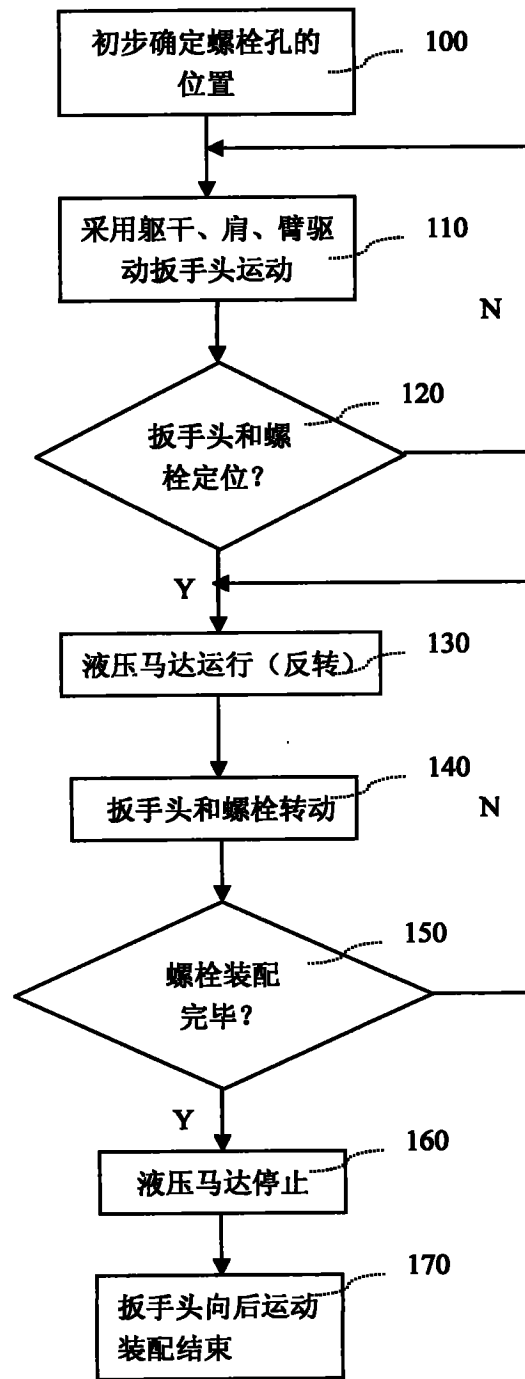 初步确定螺栓孔的
位置
100
采用躯干、肩、臂驱
动扳手头运动
110
N
120
扳手头和螺
栓定位？
Y
液压马达运行（反转）
130
140
扳手头和螺栓转动
N
150
螺栓装配
完毕？
Y
160
液压马达停止
170
扳手头向后运动
装配结束